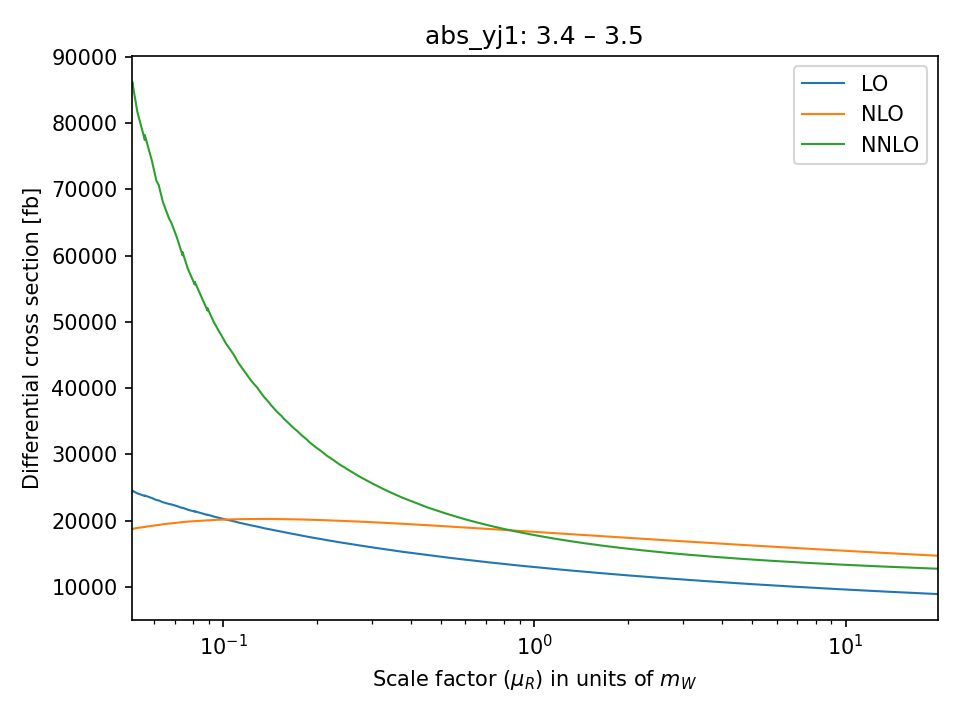 abs_yj1: 3.4 – 3.5
90000
80000
70000
60000
50000
40000
30000
20000
10000
Differential cross section [fb]
LO
NLO
NNLO
10⁻¹
10⁰
10¹
Scale factor (μ_R) in units of m_W